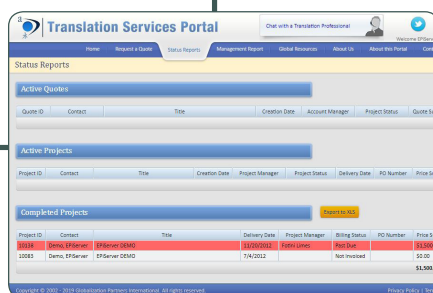 Translation Services Portal
Chat with a Translation Professional
Home Request a Quote Status Reports Management Report Global Resources About Us About this Portal
Status Reports
Active Quotes
Quote ID Contact Title Creation Date Account Manager Project Status
Active Projects
Project ID Contact Title Creation Date Project Manager Project Status Delivery Date PO Number
Completed Projects
Export to XLS
Project ID Contact Title Delivery Date Project Manager Billing Status PO Number
10136 Demo, EPiServer EPiServer DEMO 11/20/2012 Fotini Limes Past Due $1,500
10083 Demo, EPiServer EPiServer DEMO 7/4/2012 Not Invoiced $0.00
$1,500
Copyright © 2002 - 2019 Globalization Partners International. All rights reserved. Privacy Policy